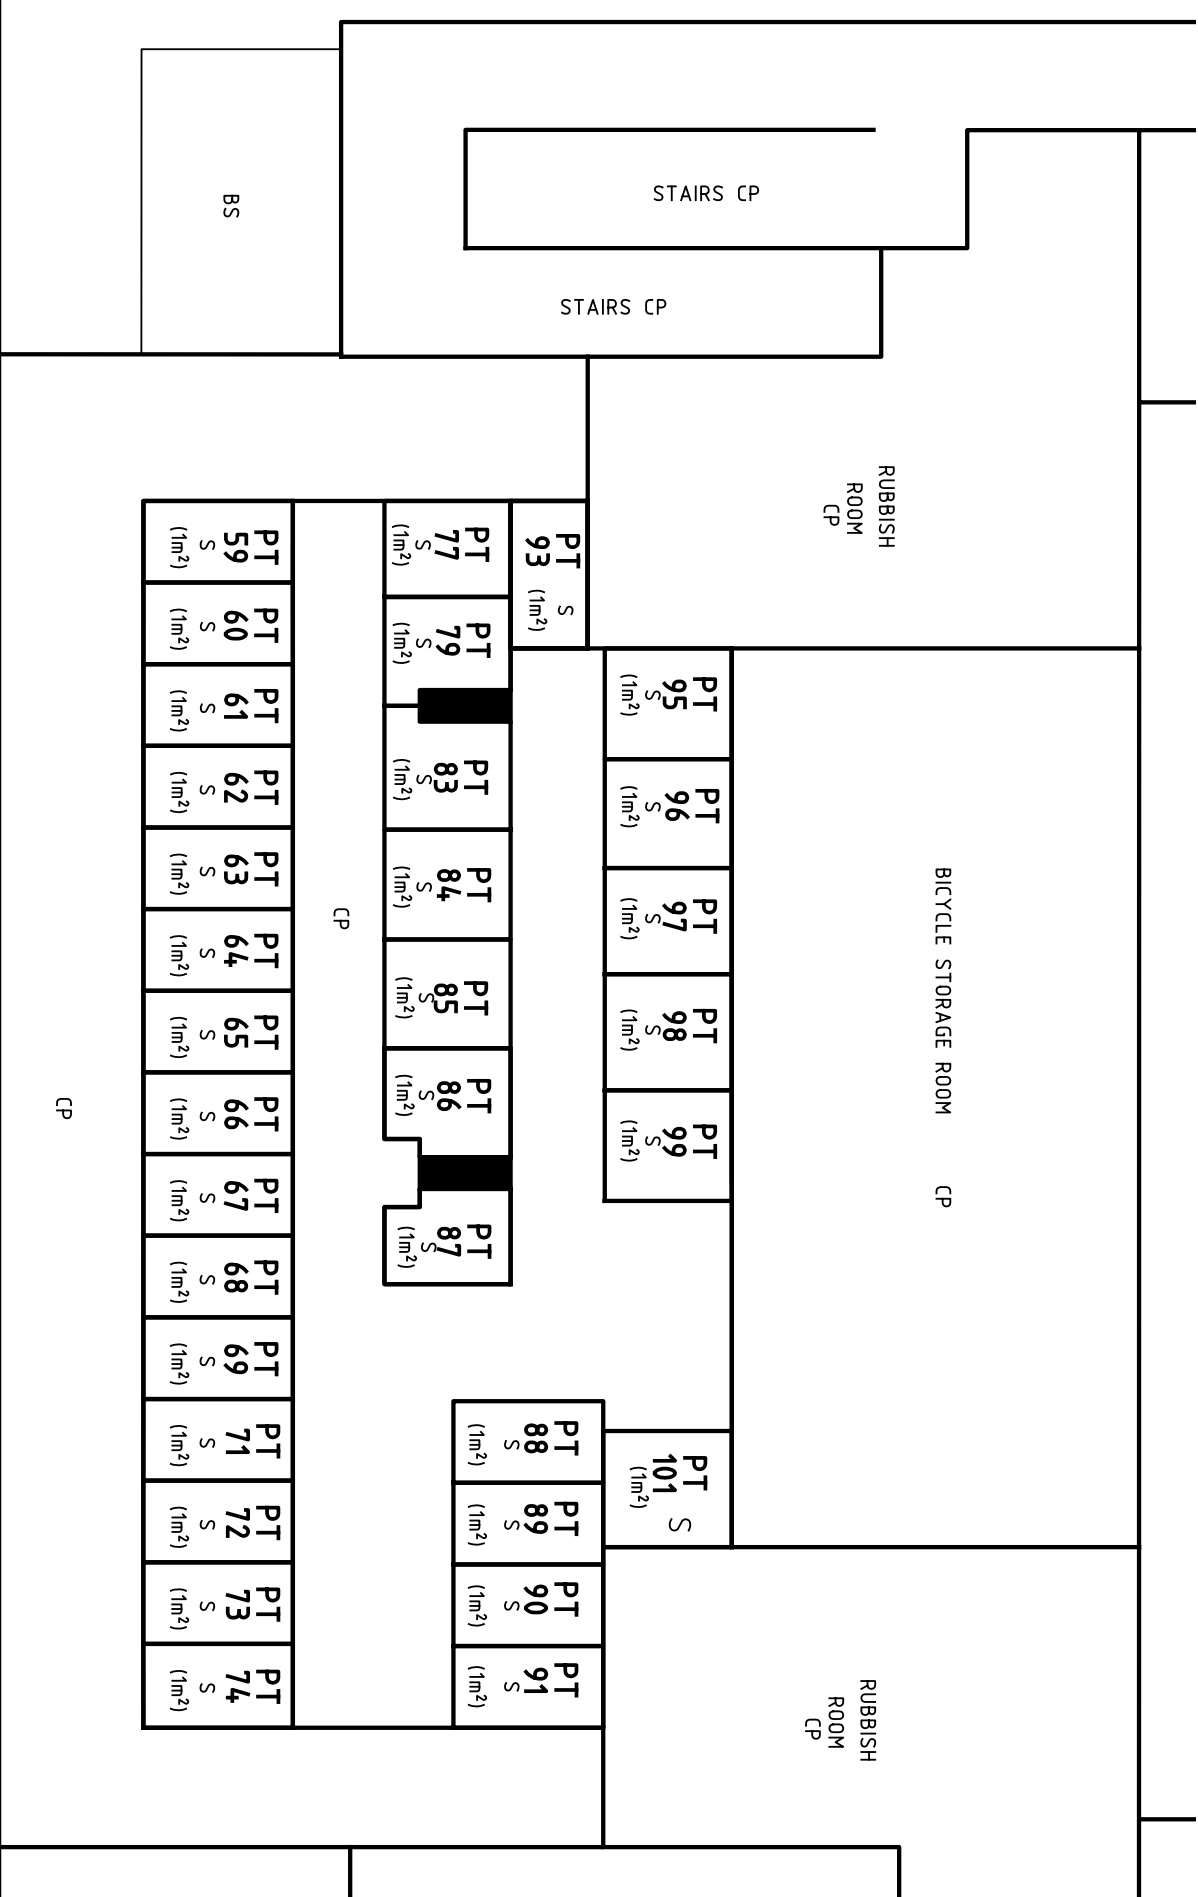 STAIRS CP
STAIRS CP
BS
RUBBISH
ROOM
CP
PT
59
S
(1m²)
PT
60
S
(1m²)
PT
61
S
(1m²)
PT
62
S
(1m²)
PT
63
S
(1m²)
PT
64
S
(1m²)
PT
65
S
(1m²)
PT
66
S
(1m²)
PT
67
S
(1m²)
PT
68
S
(1m²)
PT
69
S
(1m²)
PT
71
S
(1m²)
PT
72
S
(1m²)
PT
73
S
(1m²)
PT
74
S
(1m²)
CP
CP
PT
77
S
(1m²)
PT
79
S
(1m²)
PT
83
S
(1m²)
PT
84
S
(1m²)
PT
85
S
(1m²)
PT
86
S
(1m²)
PT
87
S
(1m²)
PT
93
S
(1m²)
PT
95
S
(1m²)
PT
96
S
(1m²)
PT
97
S
(1m²)
PT
98
S
(1m²)
PT
99
S
(1m²)
PT
88
S
(1m²)
PT
89
S
(1m²)
PT
90
S
(1m²)
PT
91
S
(1m²)
PT
101
S
(1m²)
BICYCLE STORAGE ROOM CP
RUBBISH
ROOM
CP